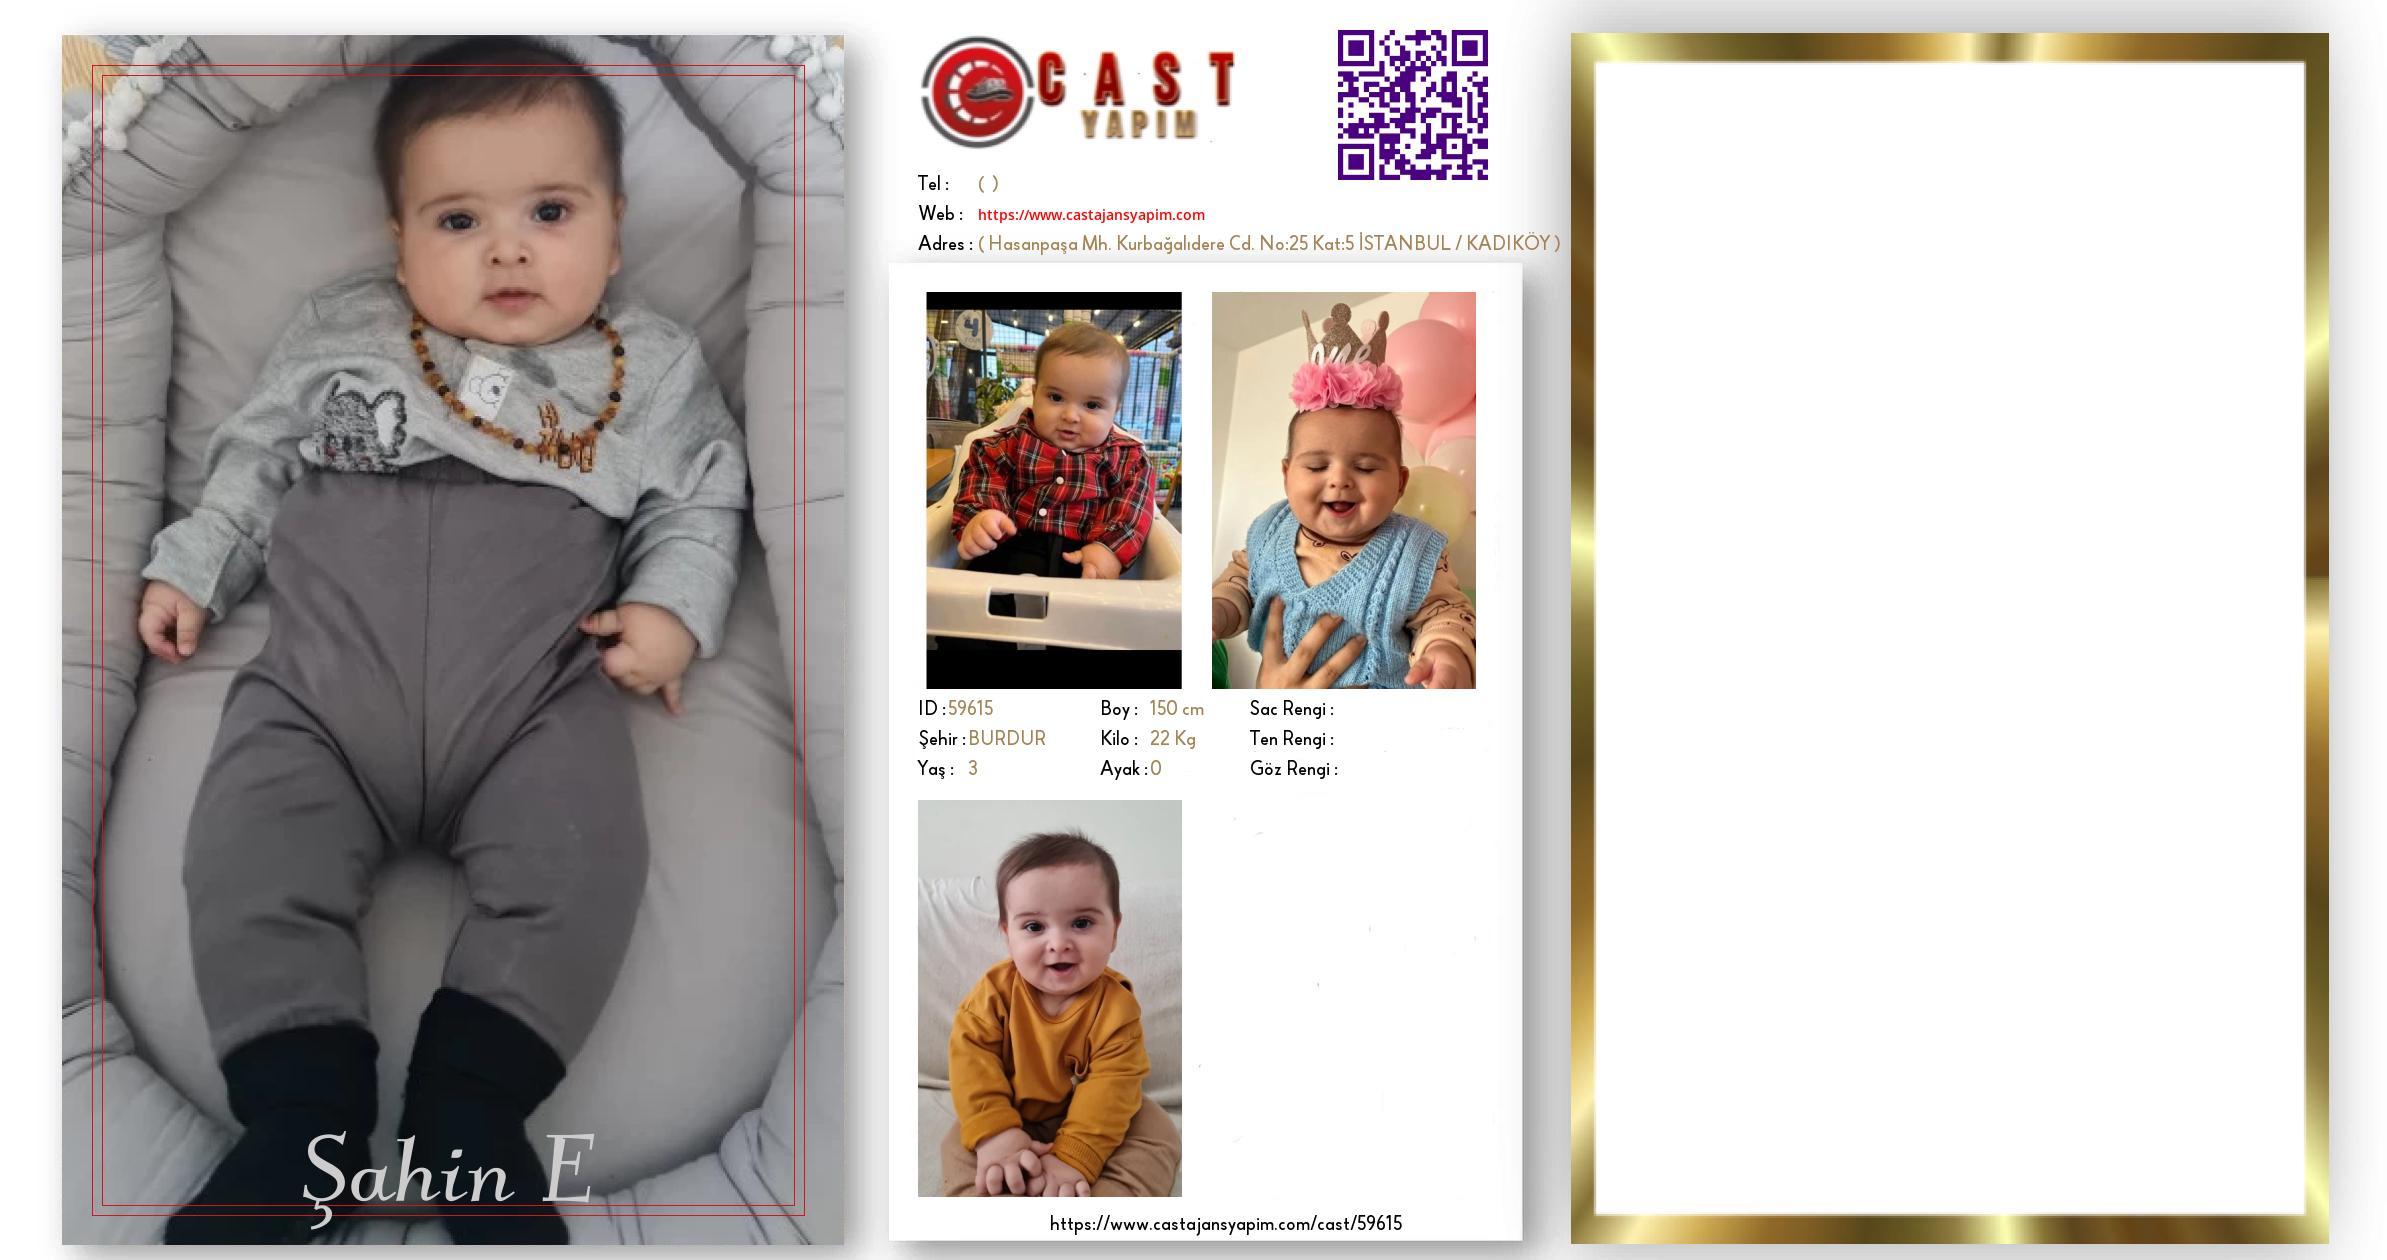 Şahin E
CAST
YAPIM
Tel : ( )
Web : https://www.castajansyapim.com
Adres : ( Hasanpaşa Mh. Kurbağalıdere Cd. No:25 Kat:5 İSTANBUL / KADIKÖY )
4
one
ID : 59615 Boy : 150 cm Sac Rengi :
Şehir : BURDUR Kilo : 22 Kg Ten Rengi :
Yaş : 3 Ayak : 0 Göz Rengi :
https://www.castajansyapim.com/cast/59615